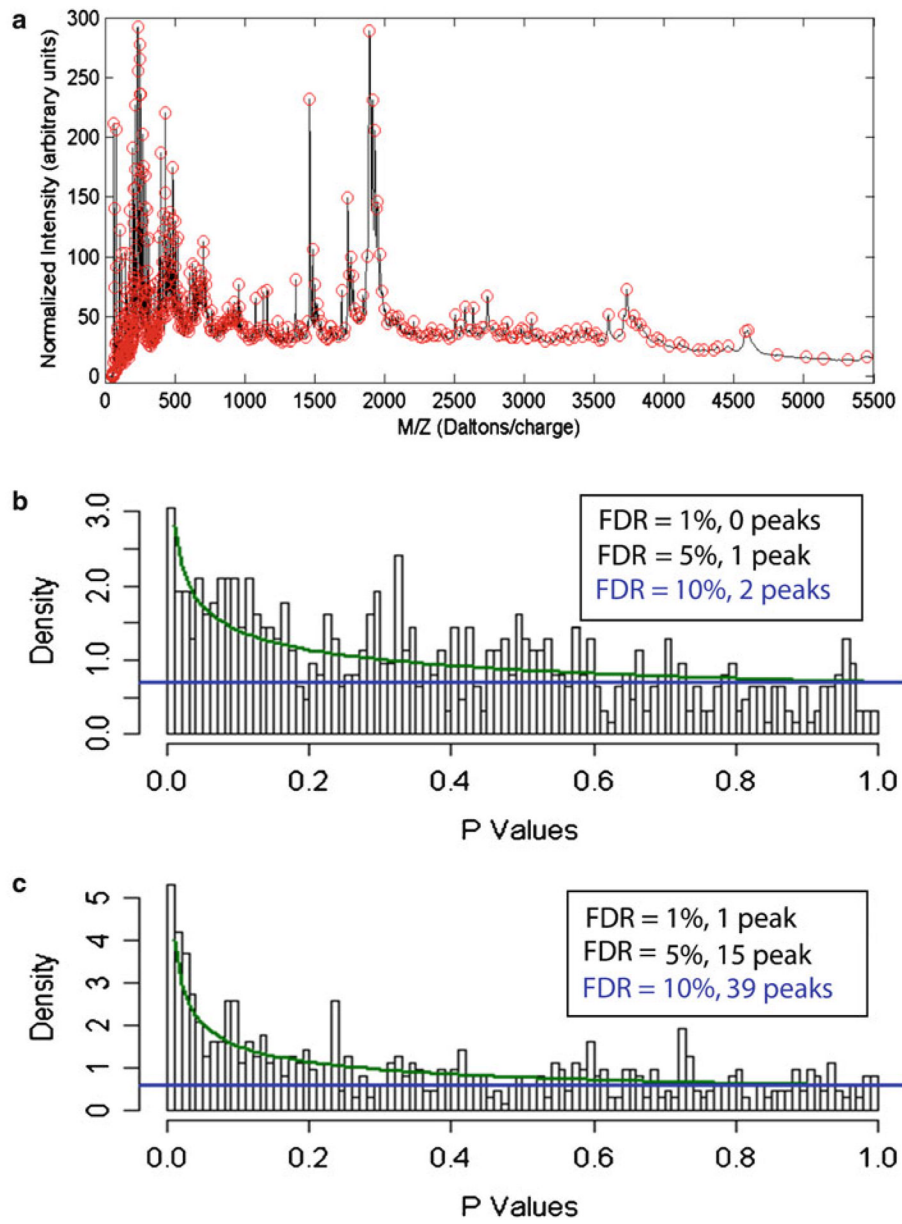 a
Normalized Intensity (arbitrary units)
300
250
200
150
100
50
0
0 500 1000 1500 2000 2500 3000 3500 4000 4500 5000 5500
M/Z (Daltons/charge)
b
Density
3.0
2.0
1.0
0.0
FDR = 1%, 0 peaks
FDR = 5%, 1 peak
FDR = 10%, 2 peaks
0.0 0.2 0.4 0.6 0.8 1.0
P Values
c
Density
5
4
3
2
1
0
FDR = 1%, 1 peak
FDR = 5%, 15 peak
FDR = 10%, 39 peaks
0.0 0.2 0.4 0.6 0.8 1.0
P Values